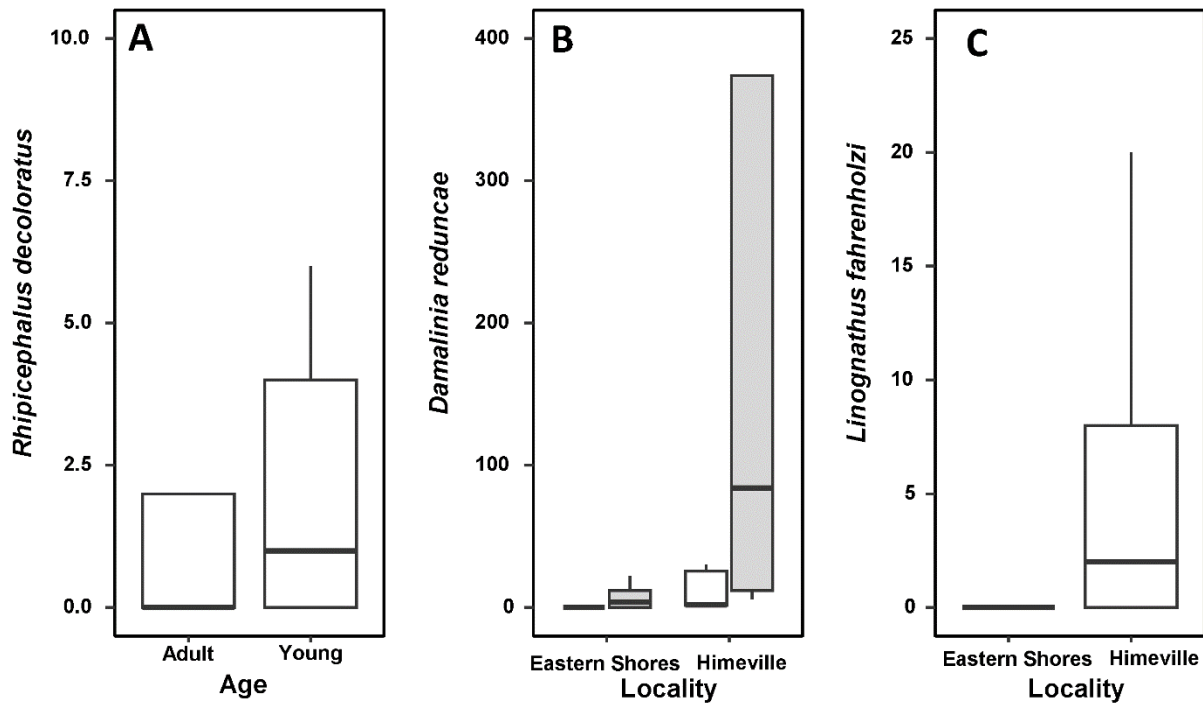 A
Rhipicephalus decoloratus
10.0
7.5
5.0
2.5
0.0
Adult Young
Age
B
Damalinia reduncae
400
300
200
100
0
Eastern Shores Himeville
Locality
C
Linognathus fahrenholzi
25
20
15
10
5
0
Eastern Shores Himeville
Locality